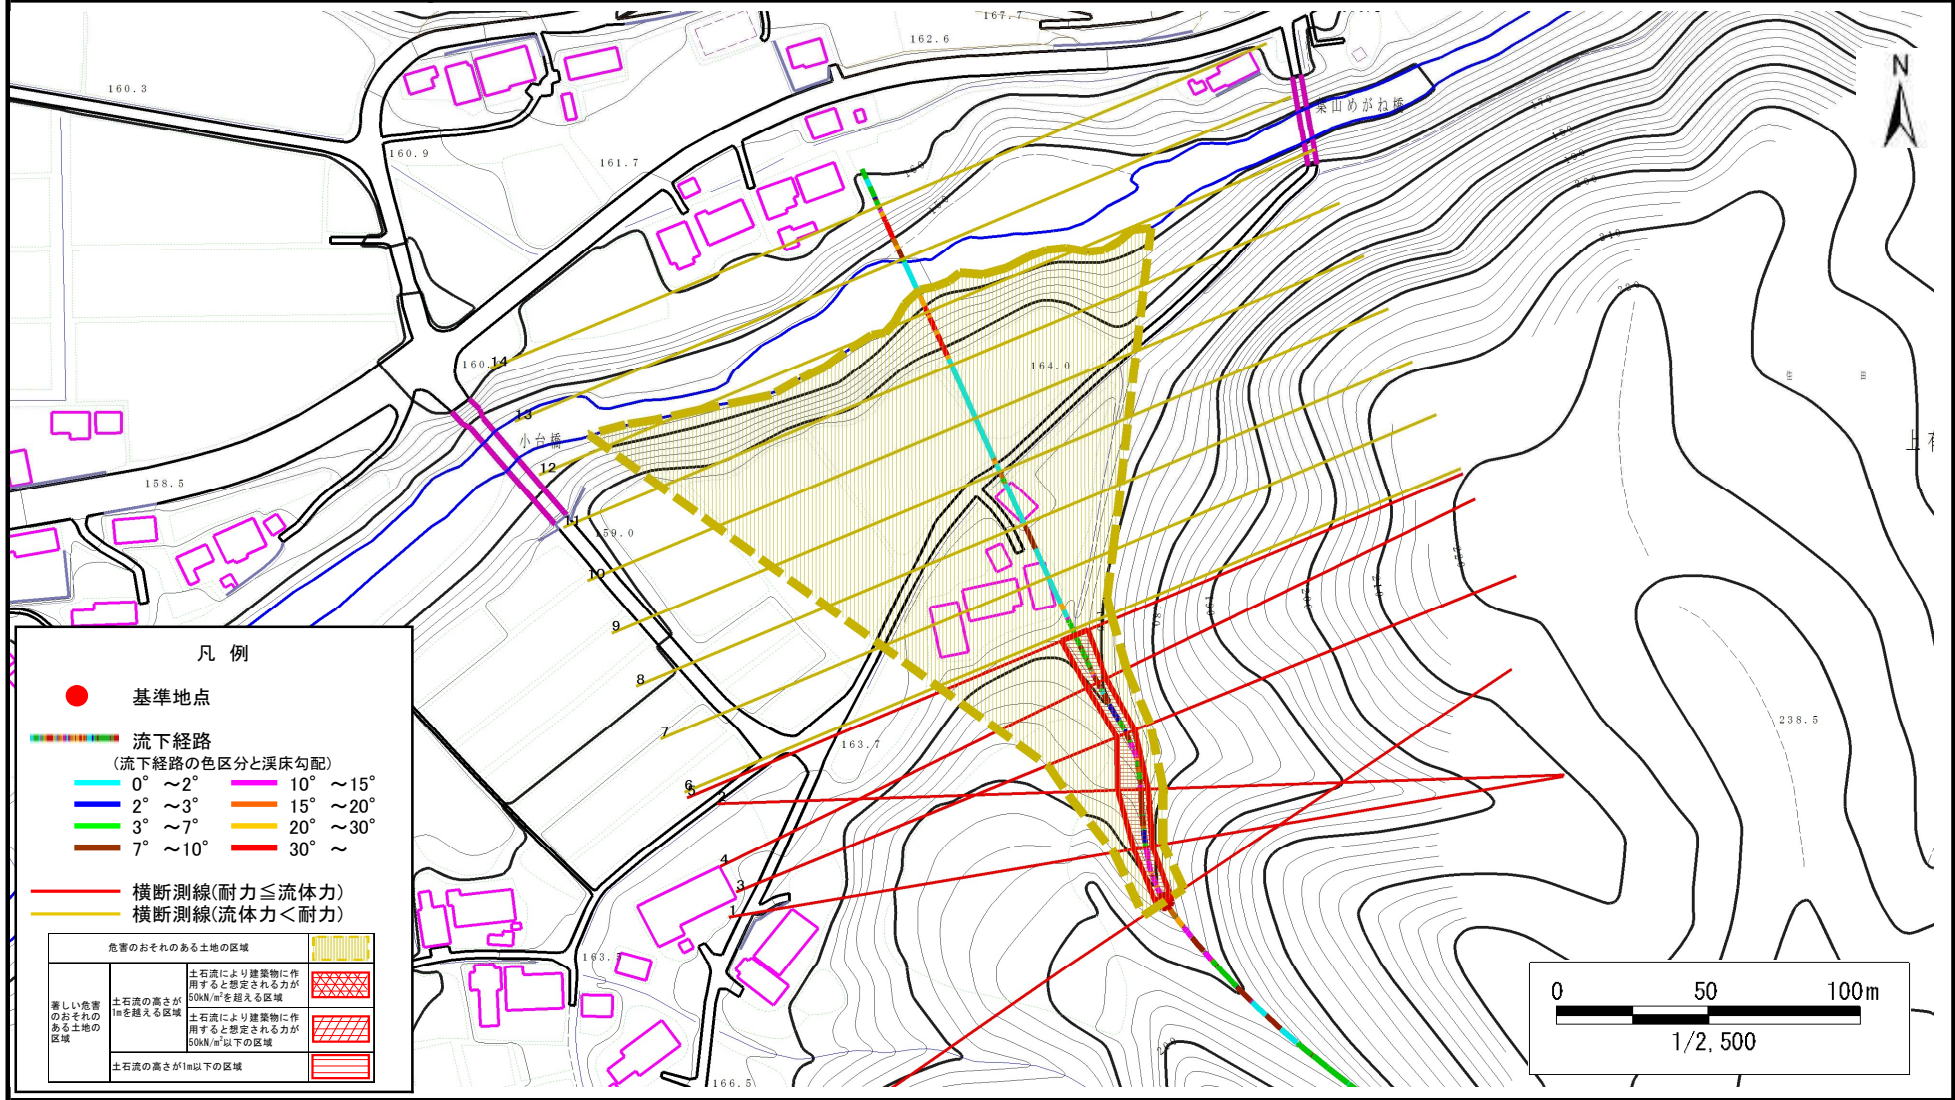 167.7
162.6
160.3
160.9
161.7
N
めがね橋
170
160
210
200
164.0
160.
14
13
小台橋
12
11
159.0
10
9
8
7
6
5
2
4
3
1
158.5
163.7
238.5
210
200
190
163.
166.5
凡 例
基準地点
流下経路
(流下経路の色区分と渓床勾配)
0° ～2° 10° ～15°
2° ～3° 15° ～20°
3° ～7° 20° ～30°
7° ～10° 30° ～
横断測線(耐力≦流体力)
横断測線(流体力<耐力)
危害のおそれのある土地の区域
著しい危害
のおそれの
ある土地の
区域
土石流の高さが
1mを越える区域
土石流により建築物に作
用すると想定される力が
50kN/m²を超える区域
土石流により建築物に作
用すると想定される力が
50kN/m²以下の区域
土石流の高さが1m以下の区域
0 50 100m
1/2,500